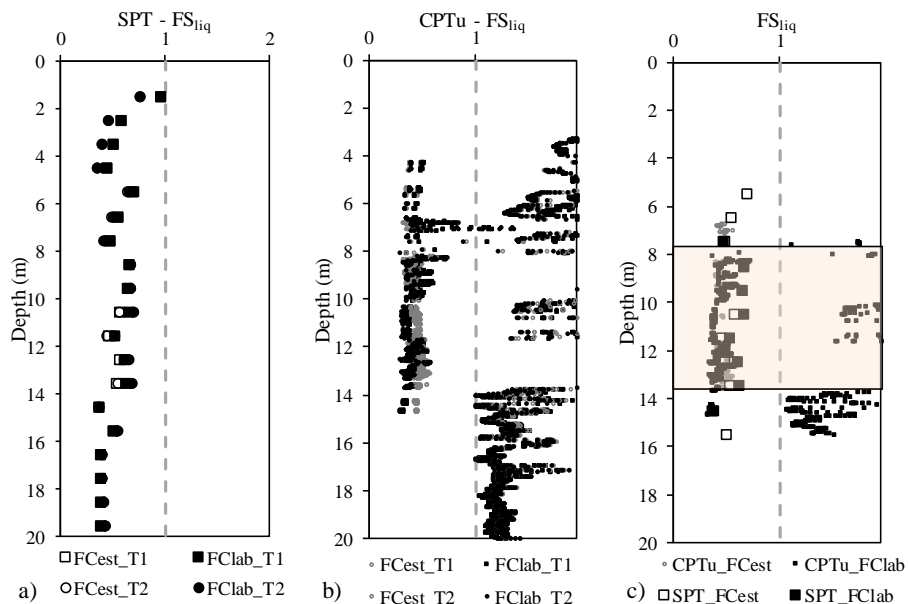 SPT - FSliq
0 1 2
Depth (m)
0
2
4
6
8
10
12
14
16
18
20
FCest_T1 FClab_T1
FCest_T2 FClab_T2
a)
CPTu - FSliq
0 1
Depth (m)
0
2
4
6
8
10
12
14
16
18
20
FCest_T1 FClab_T1
FCest_T2 FClab_T2
b)
FSliq
0 1
Depth (m)
0
2
4
6
8
10
12
14
16
18
20
CPTu_FCest CPTu_FClab
SPT_FCest SPT_FClab
c)